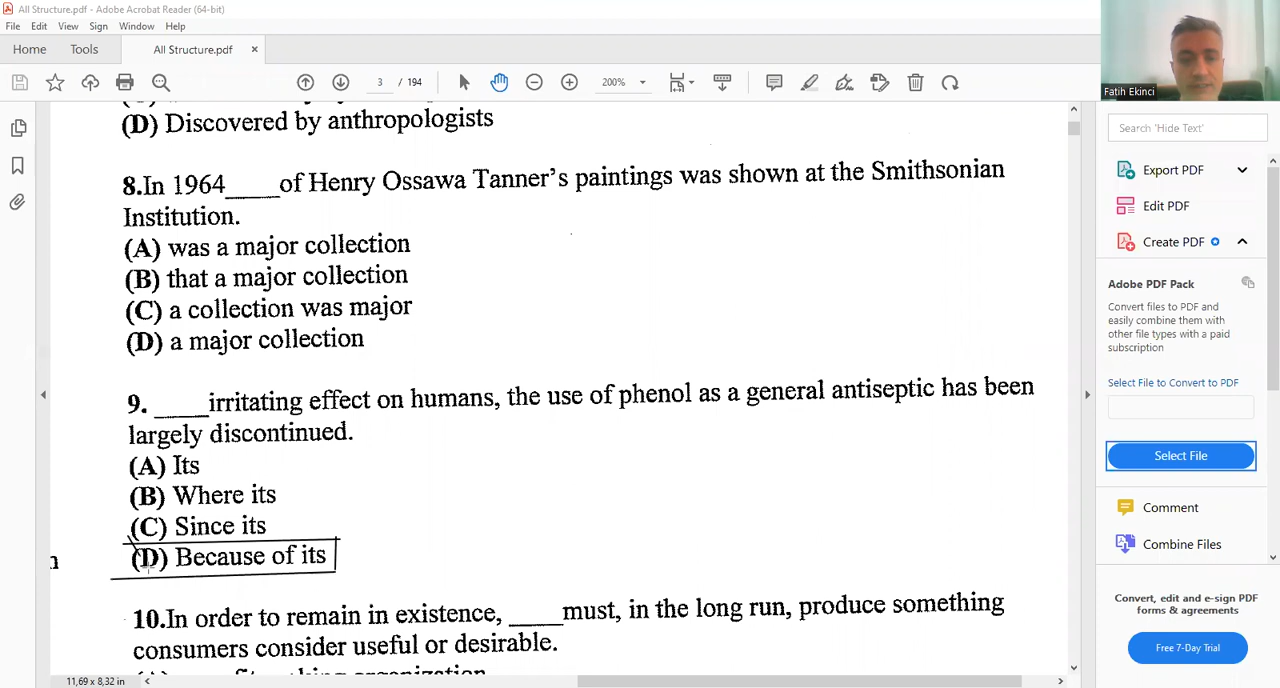 All Structure.pdf - Adobe Acrobat Reader (64-bit)
File Edit View Sign Window Help
Home Tools All Structure.pdf ×
3 / 194 200%
(D) Discovered by anthropologists
8.In 1964____of Henry Ossawa Tanner's paintings was shown at the Smithsonian
Institution.
(A) was a major collection
(B) that a major collection
(C) a collection was major
(D) a major collection
9. ____irritating effect on humans, the use of phenol as a general antiseptic has been
largely discontinued.
(A) Its
(B) Where its
(C) Since its
(D) Because of its
n
10.In order to remain in existence, ____must, in the long run, produce something
consumers consider useful or desirable.
11,69 x 8,32 in
Fatih Ekinci
Search 'Hide Text'
Export PDF
Edit PDF
Create PDF
Adobe PDF Pack
Convert files to PDF and
easily combine them with
other file types with a paid
subscription
Select File to Convert to PDF
Select File
Comment
Combine Files
Convert, edit and e-sign PDF
forms & agreements
Free 7-Day Trial